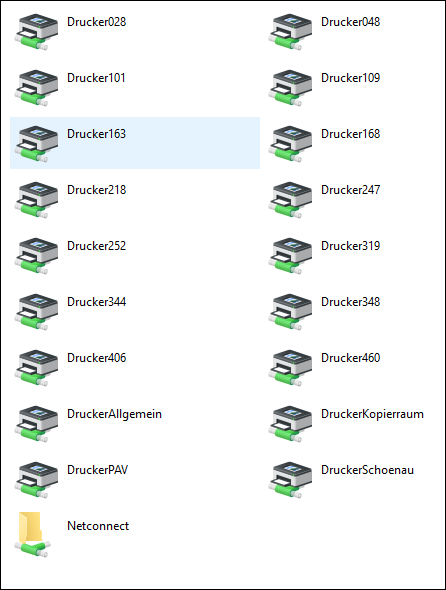 Drucker028
Drucker048
Drucker101
Drucker109
Drucker163
Drucker168
Drucker218
Drucker247
Drucker252
Drucker319
Drucker344
Drucker348
Drucker406
Drucker460
DruckerAllgemein
DruckerKopierraum
DruckerPAV
DruckerSchoenau
Netconnect